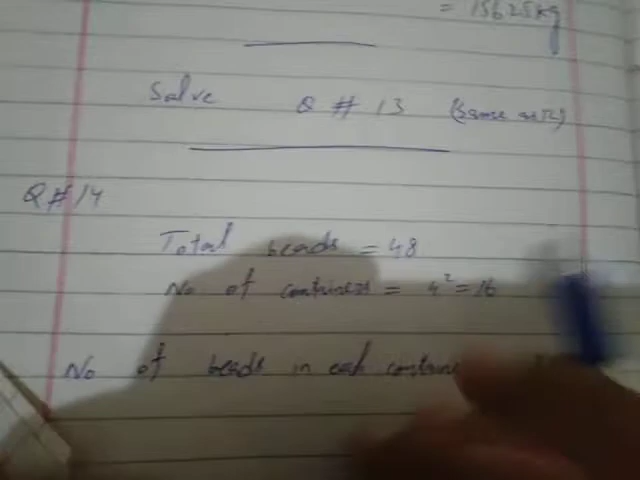 = 156.25kg
Solve Q # 13 (Same as 12)
Q # 14
Total beads = 48
No of containers = 4² = 16
No of beads in each